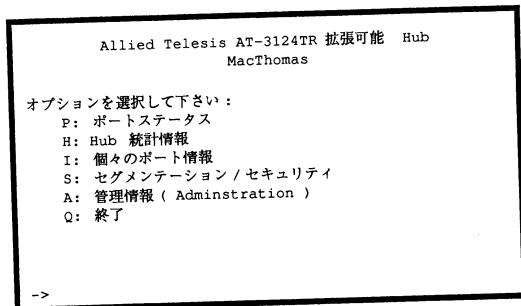 Allied Telesis AT-3124TR 拡張可能 Hub
MacThomas
オプションを選択して下さい:
P: ポートステータス
H: Hub 統計情報
I: 個々のポート情報
S: セグメンテーション / セキュリティ
A: 管理情報 ( Adminstration )
Q: 終了
->